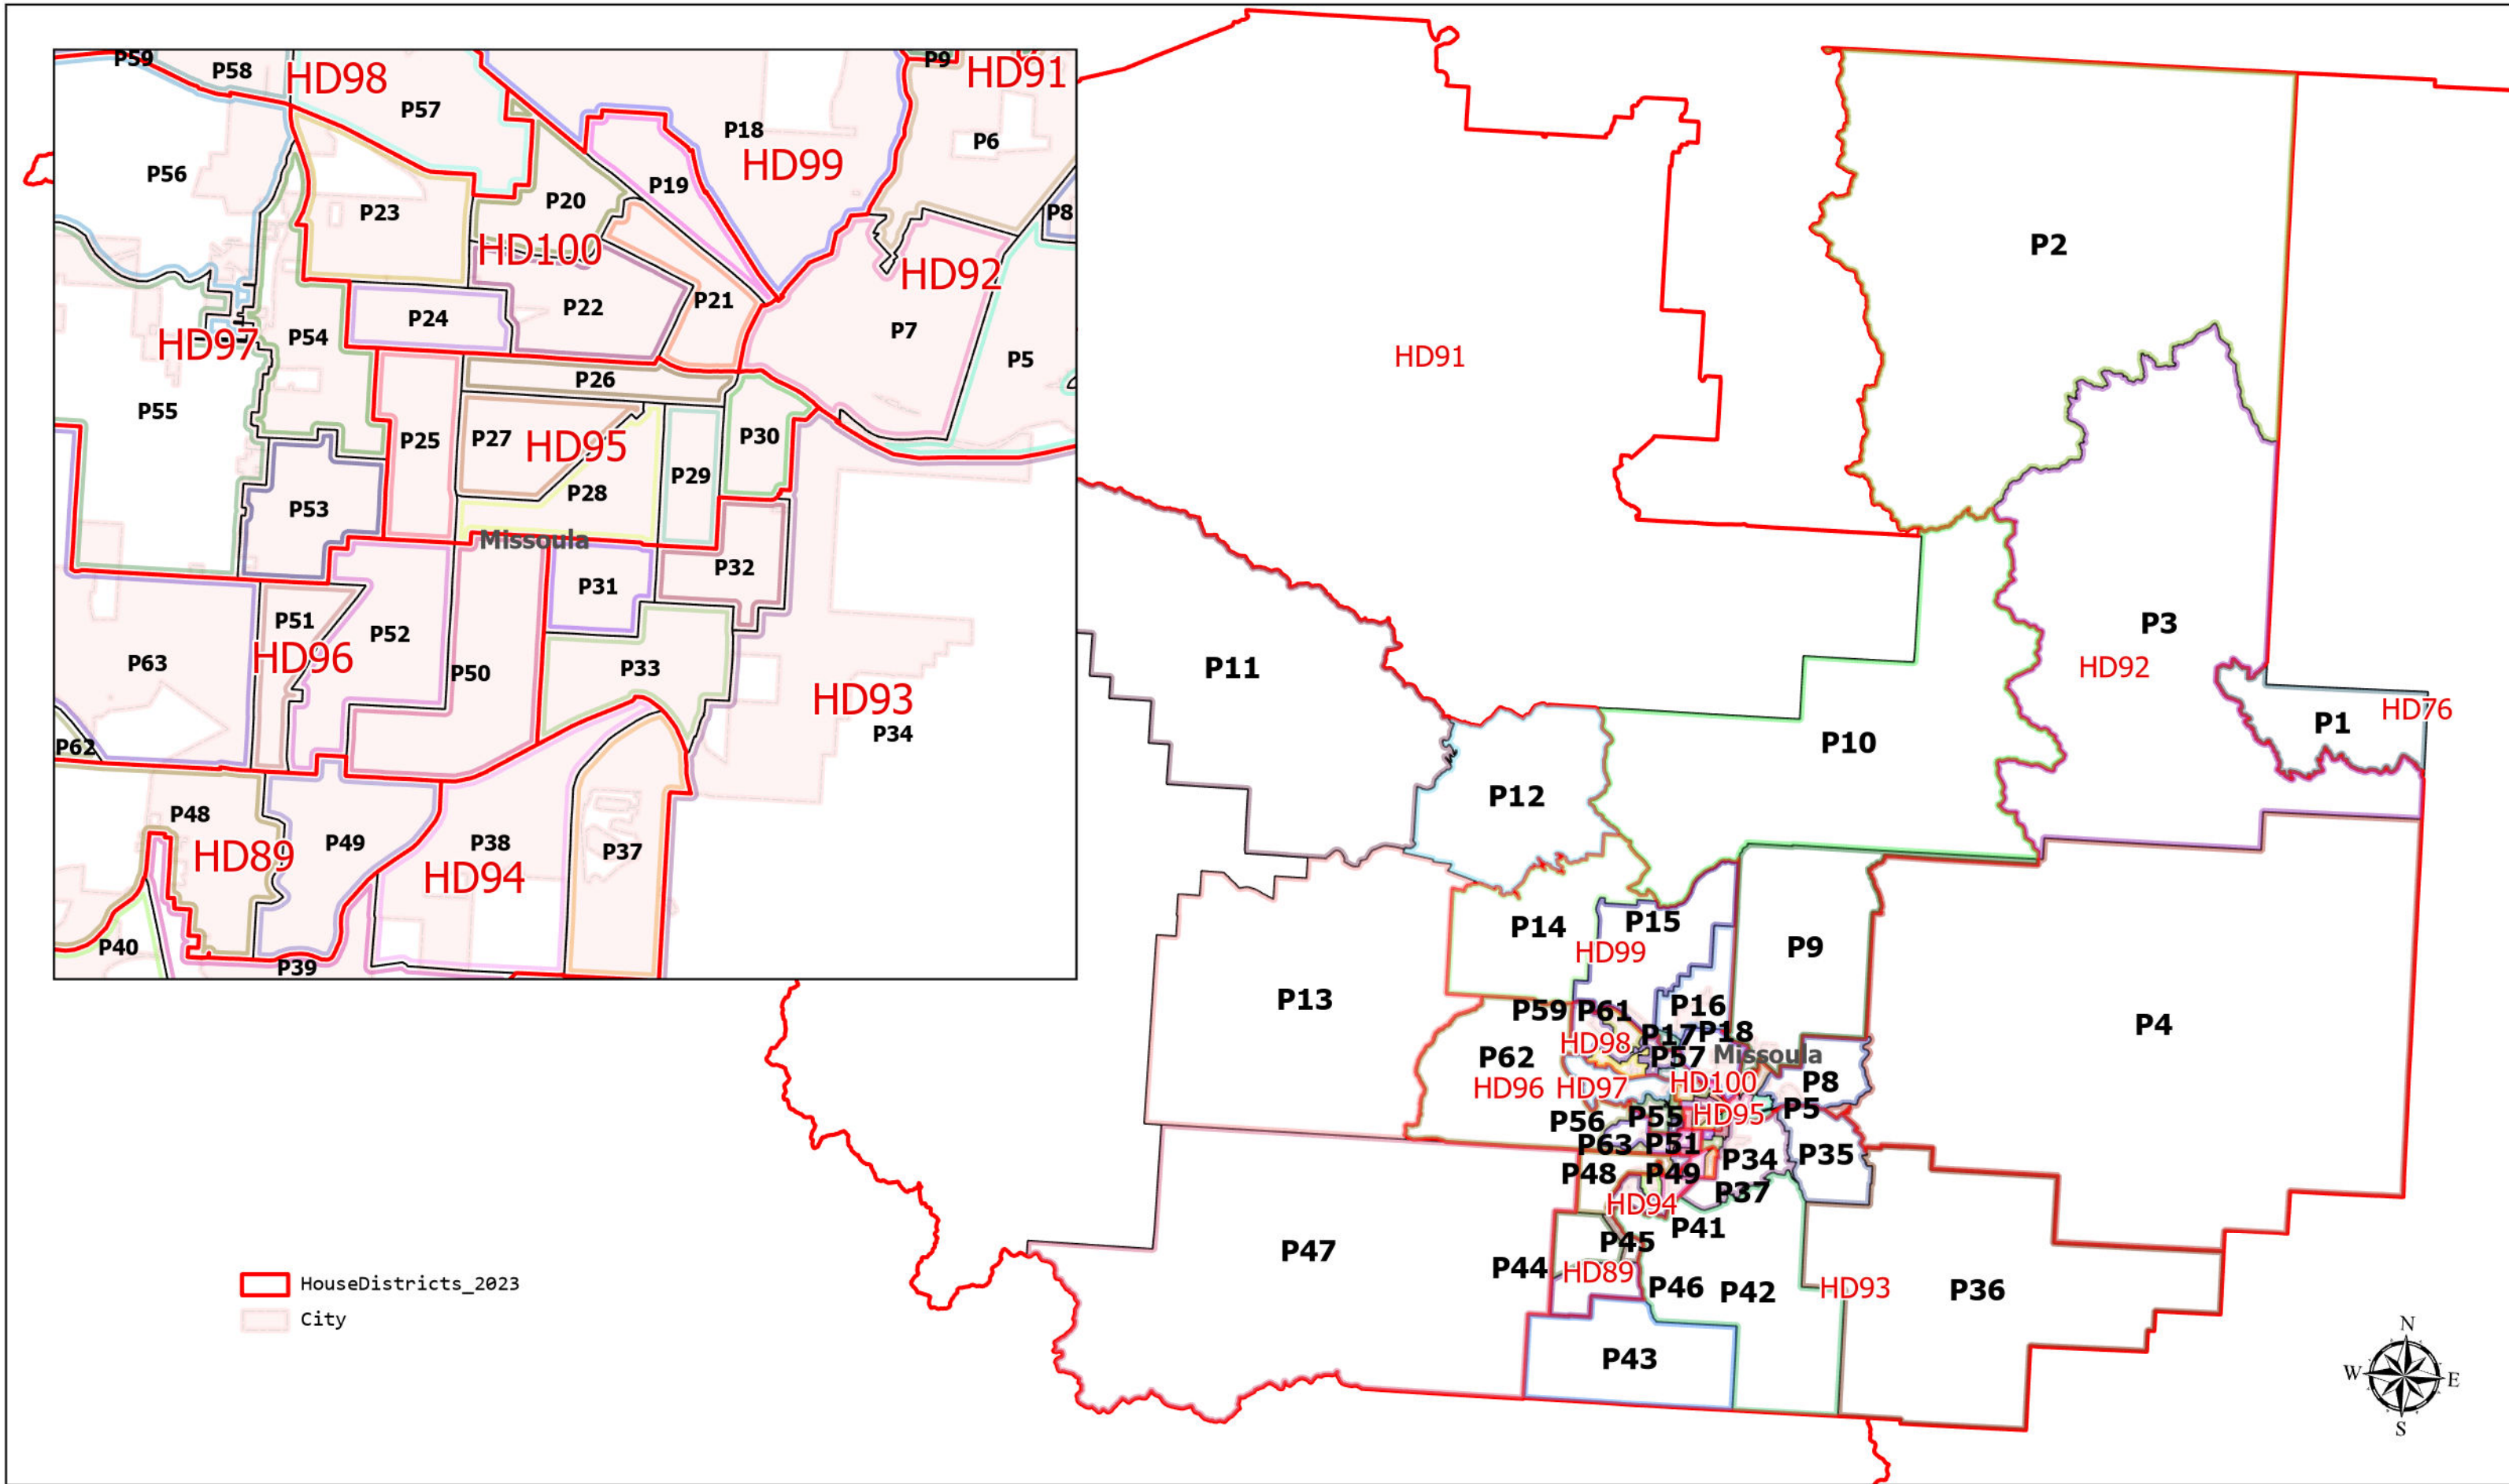 P59
P58
HD98
P57
P9
HD91
P18
P6
HD99
P56
P19
P20
P23
P8
HD100
HD92
P24
P22
P21
P7
P54
HD97
P5
P26
P55
P25
P27
HD95
P30
P29
P28
P53
Missoula
P32
P31
P51
P52
P33
HD96
P63
P50
HD93
P34
P62
P48
P49
P38
P37
HD89
HD94
P40
P39
P2
HD91
P3
P11
HD92
HD76
P1
P10
P12
P14
P15
P9
HD99
P13
P16
P59
P61
P4
P17
P18
HD98
P57
Missoula
P62
P8
HD96
HD97
HD100
P5
P56
P55
HD95
P63
P51
P34
P35
P48
P49
P37
HD94
P41
P45
P47
P44
HD89
P46
P42
HD93
P36
P43
HouseDistricts_2023
City
N
W
E
S